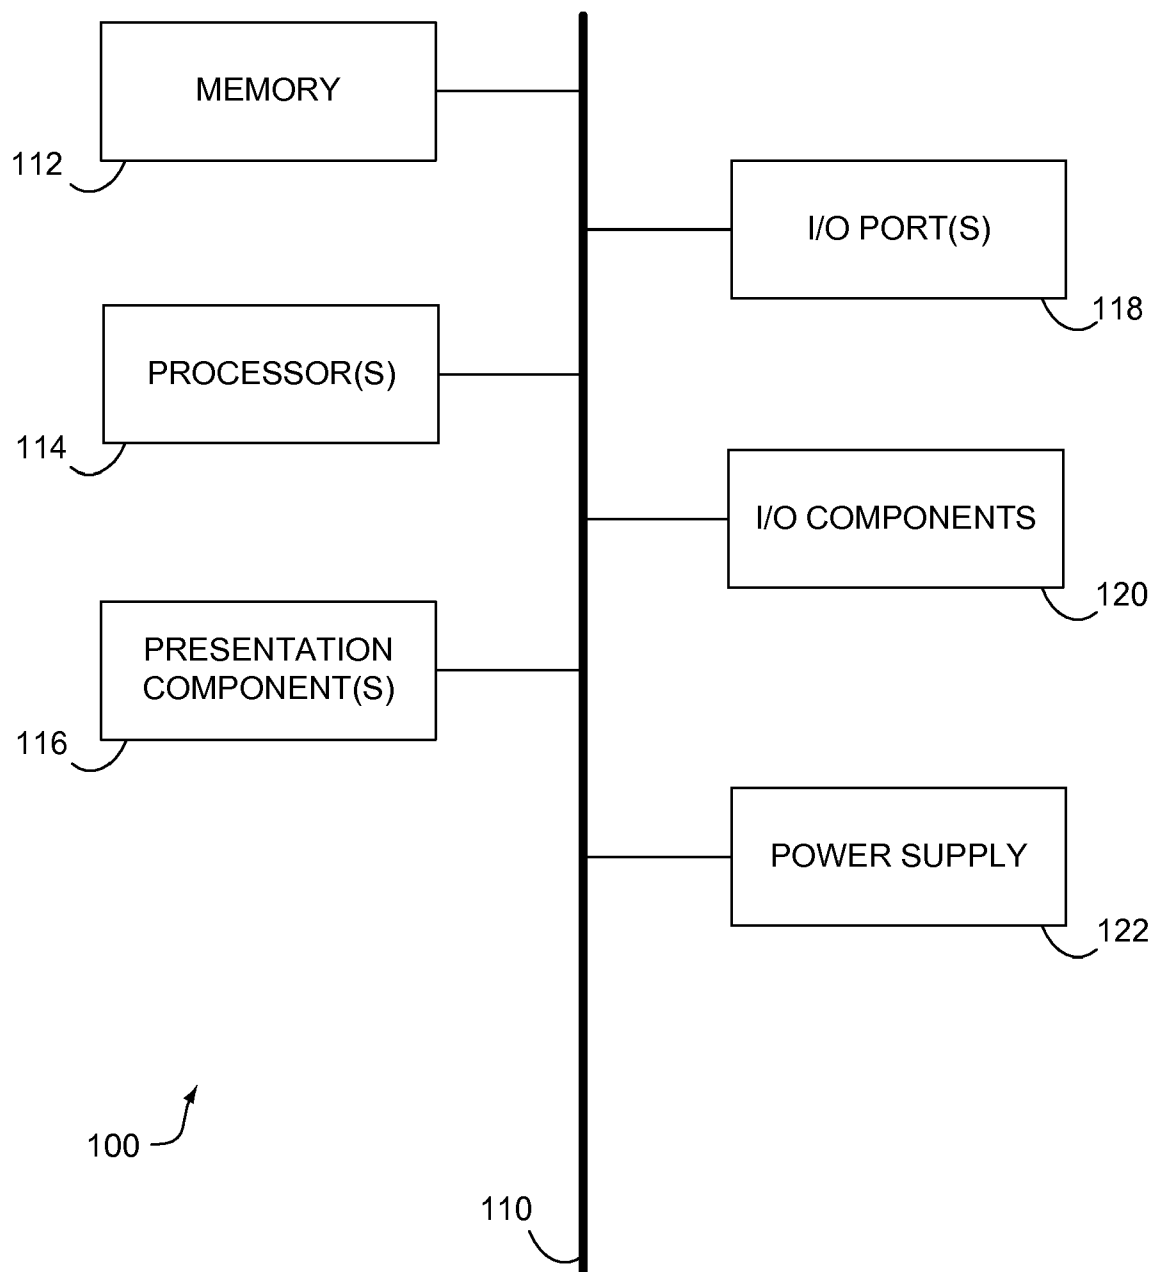 MEMORY
112
I/O PORT(S)
118
PROCESSOR(S)
114
I/O COMPONENTS
120
PRESENTATION
COMPONENT(S)
116
POWER SUPPLY
122
100
110